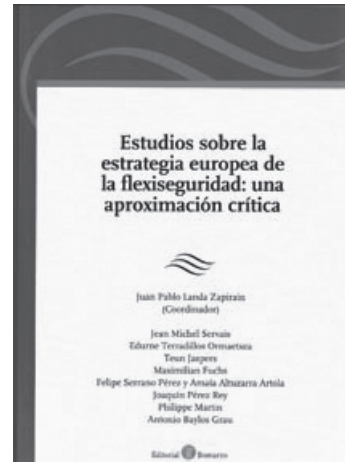 Estudios sobre la
estrategia europea de
la flexiseguridad: una
aproximación crítica
Juan Pablo Landa Zapirain
(Coordinador)
Jean Michel Servais
Edurne Terradillos Ormaetxea
Teun Jaspers
Maximilian Fuchs
Felipe Serrano Pérez y Amaia Altuzarra Artola
Joaquín Pérez Rey
Philippe Martin
Antonio Baylos Grau
Editorial Bomarzo